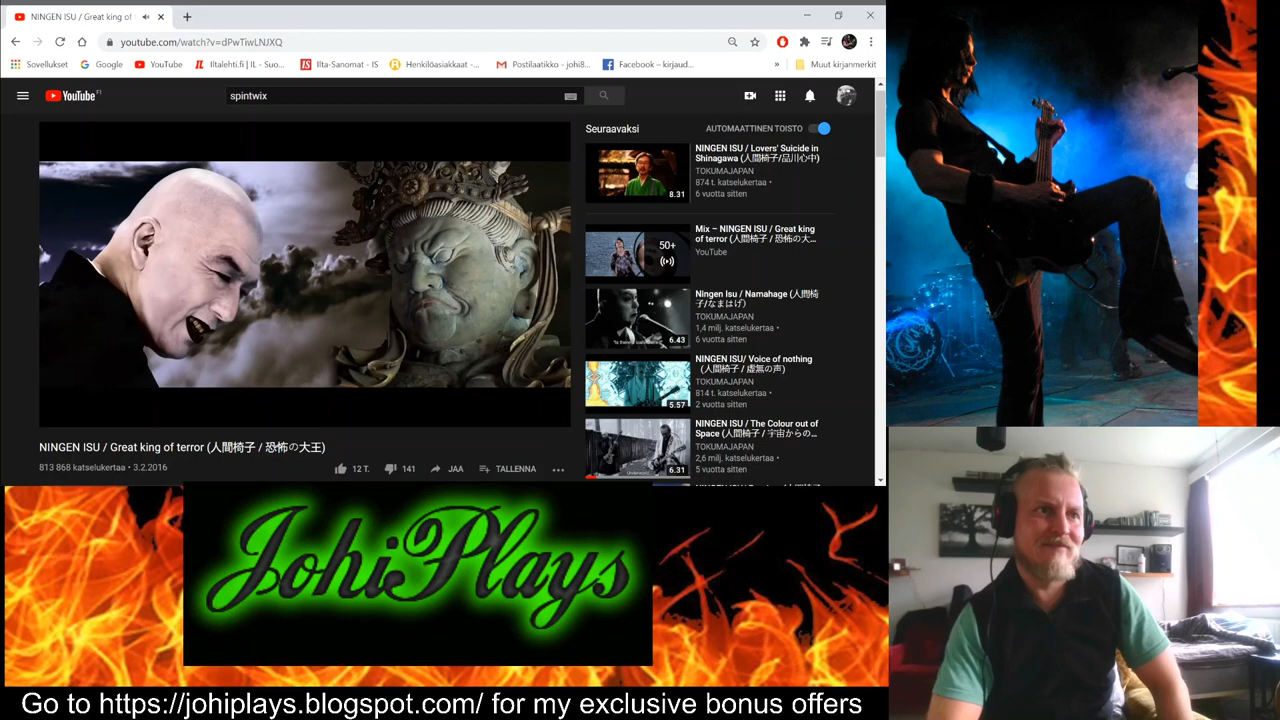 NINGEN ISU / Great king of t
youtube.com/watch?v=dPwTiwLNJXQ
Sovellukset
Google
YouTube
Iltalehti.fi | IL - Suo...
Ilta-Sanomat - IS
Henkilöasiakkaat -...
Postilaatikko - johi8...
Facebook – kirjaud...
»
Muut kirjanmerkit
YouTube FI
spintwix
NINGEN ISU / Great king of terror (人間椅子 / 恐怖の大王)
813 868 katselukertaa • 3.2.2016
12 T.
141
JAA
TALLENNA
Seuraavaksi
AUTOMAATTINEN TOISTO
8.31
NINGEN ISU / Lovers' Suicide in
Shinagawa (人間椅子/品川心中)
TOKUMAJAPAN
874 t. katselukertaa •
6 vuotta sitten
50+
Mix – NINGEN ISU / Great king
of terror (人間椅子 / 恐怖の大...
YouTube
6.43
Ningen Isu / Namahage (人間椅
子/なまはげ)
TOKUMAJAPAN
1,4 milj. katselukertaa •
6 vuotta sitten
5.57
NINGEN ISU/ Voice of nothing
(人間椅子 / 虚無の声)
TOKUMAJAPAN
814 t. katselukertaa •
2 vuotta sitten
6.31
NINGEN ISU / The Colour out of
Space (人間椅子 / 宇宙からの...
TOKUMAJAPAN
2,6 milj. katselukertaa •
5 vuotta sitten
JohiPlays
Go to https://johiplays.blogspot.com/ for my exclusive bonus offers